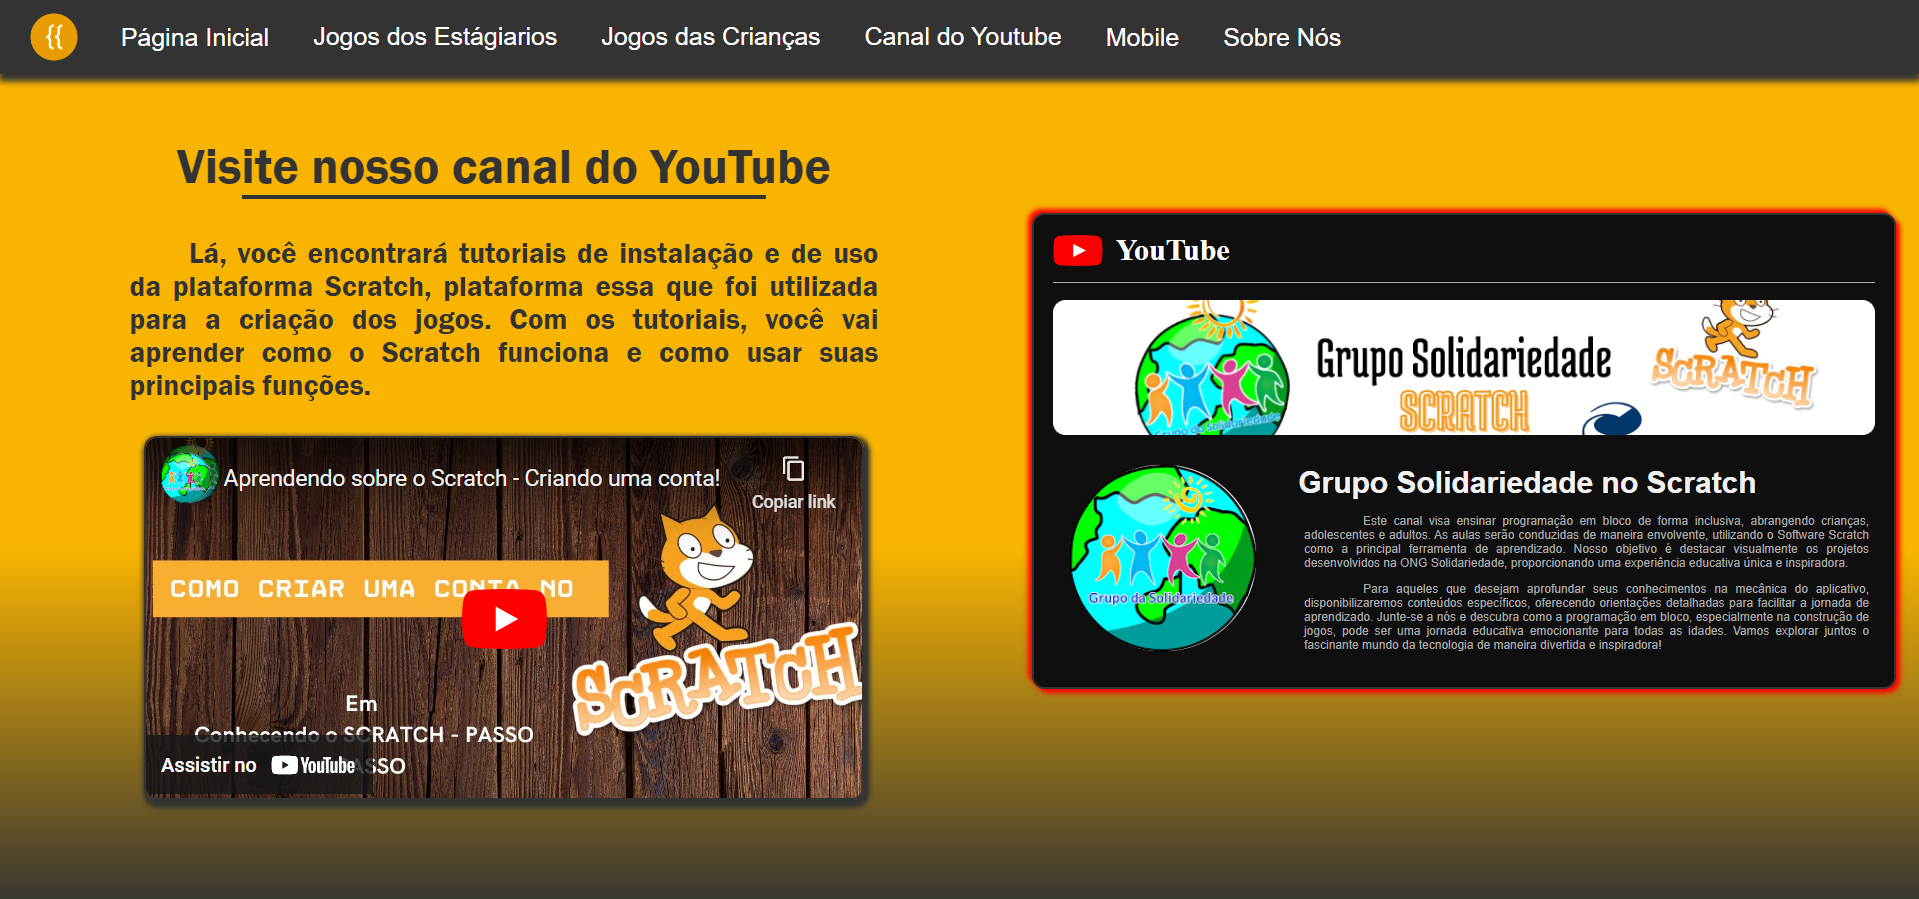 {{
Página Inicial
Jogos dos Estágiarios
Jogos das Crianças
Canal do Youtube
Mobile
Sobre Nós
Visite nosso canal do YouTube
Lá, você encontrará tutoriais de instalação e de uso
da plataforma Scratch, plataforma essa que foi utilizada
para a criação dos jogos. Com os tutoriais, você vai
aprender como o Scratch funciona e como usar suas
principais funções.
Aprendendo sobre o Scratch - Criando uma conta!
Copiar link
COMO CRIAR UMA CONTA NO
SCRATCH
Em
Conhecendo o SCRATCH - PASSO
Assistir no YouTube
YouTube
Grupo Solidariedade
SCRATCH
SCRATCH
Grupo da Solidariedade
Grupo da Solidariedade
Grupo Solidariedade no Scratch
Este canal visa ensinar programação em bloco de forma inclusiva, abrangendo crianças,
adolescentes e adultos. As aulas serão conduzidas de maneira envolvente, utilizando o Software Scratch
como a principal ferramenta de aprendizado. Nosso objetivo é destacar visualmente os projetos
desenvolvidos na ONG Solidariedade, proporcionando uma experiência educativa única e inspiradora.
Para aqueles que desejam aprofundar seus conhecimentos na mecânica do aplicativo,
disponibilizaremos conteúdos específicos, oferecendo orientações detalhadas para facilitar a jornada de
aprendizado. Junte-se a nós e descubra como a programação em bloco, especialmente na construção de
jogos, pode ser uma jornada educativa emocionante para todas as idades. Vamos explorar juntos o
fascinante mundo da tecnologia de maneira divertida e inspiradora!